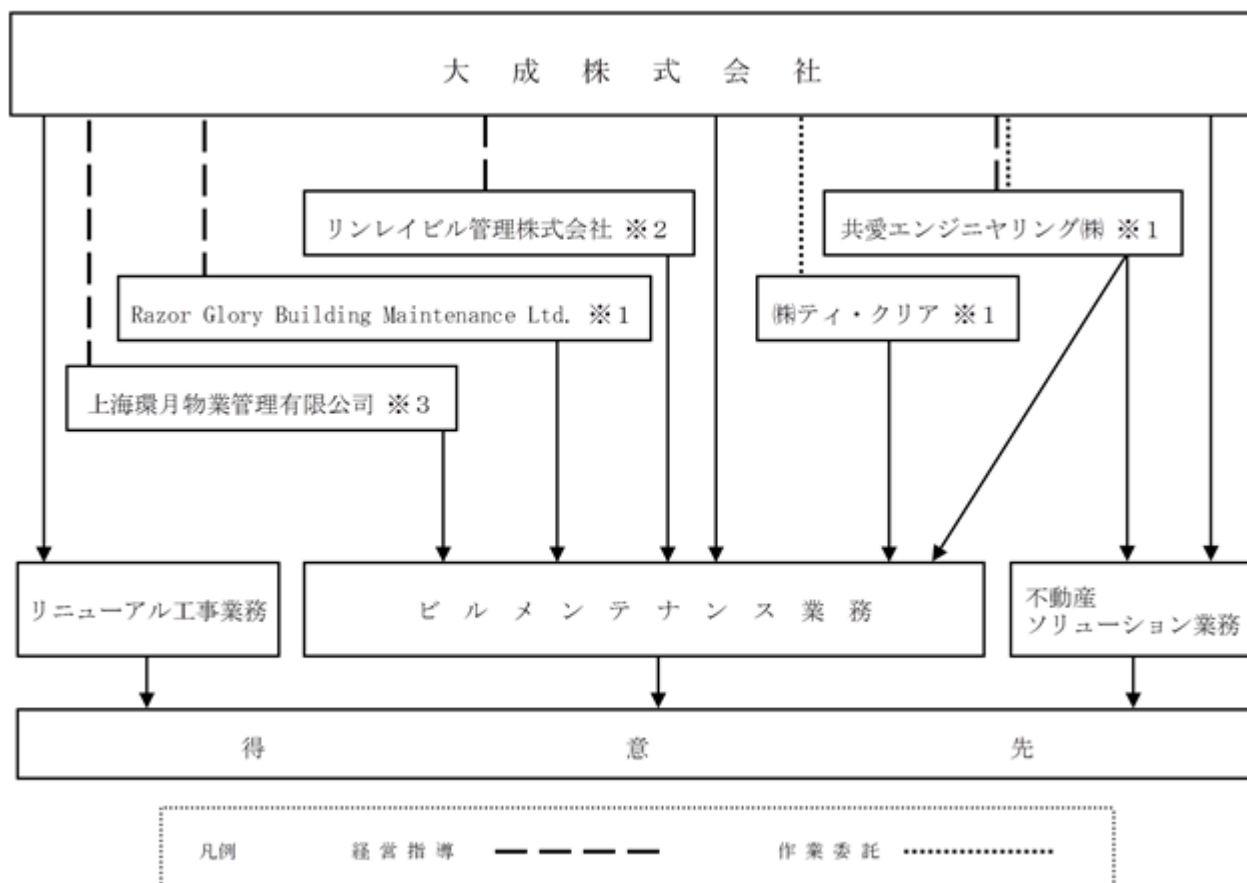 大成株式会社
リンレイビル管理株式会社 ※2
共愛エンジニヤリング㈱ ※1
Razor Glory Building Maintenance Ltd. ※1
㈱ティ・クリア ※1
上海環月物業管理有限公司 ※3
リニューアル工事業務
ビルメンテナンス業務
不動産
ソリューション業務
得意先
凡例 経営指導 作業委託